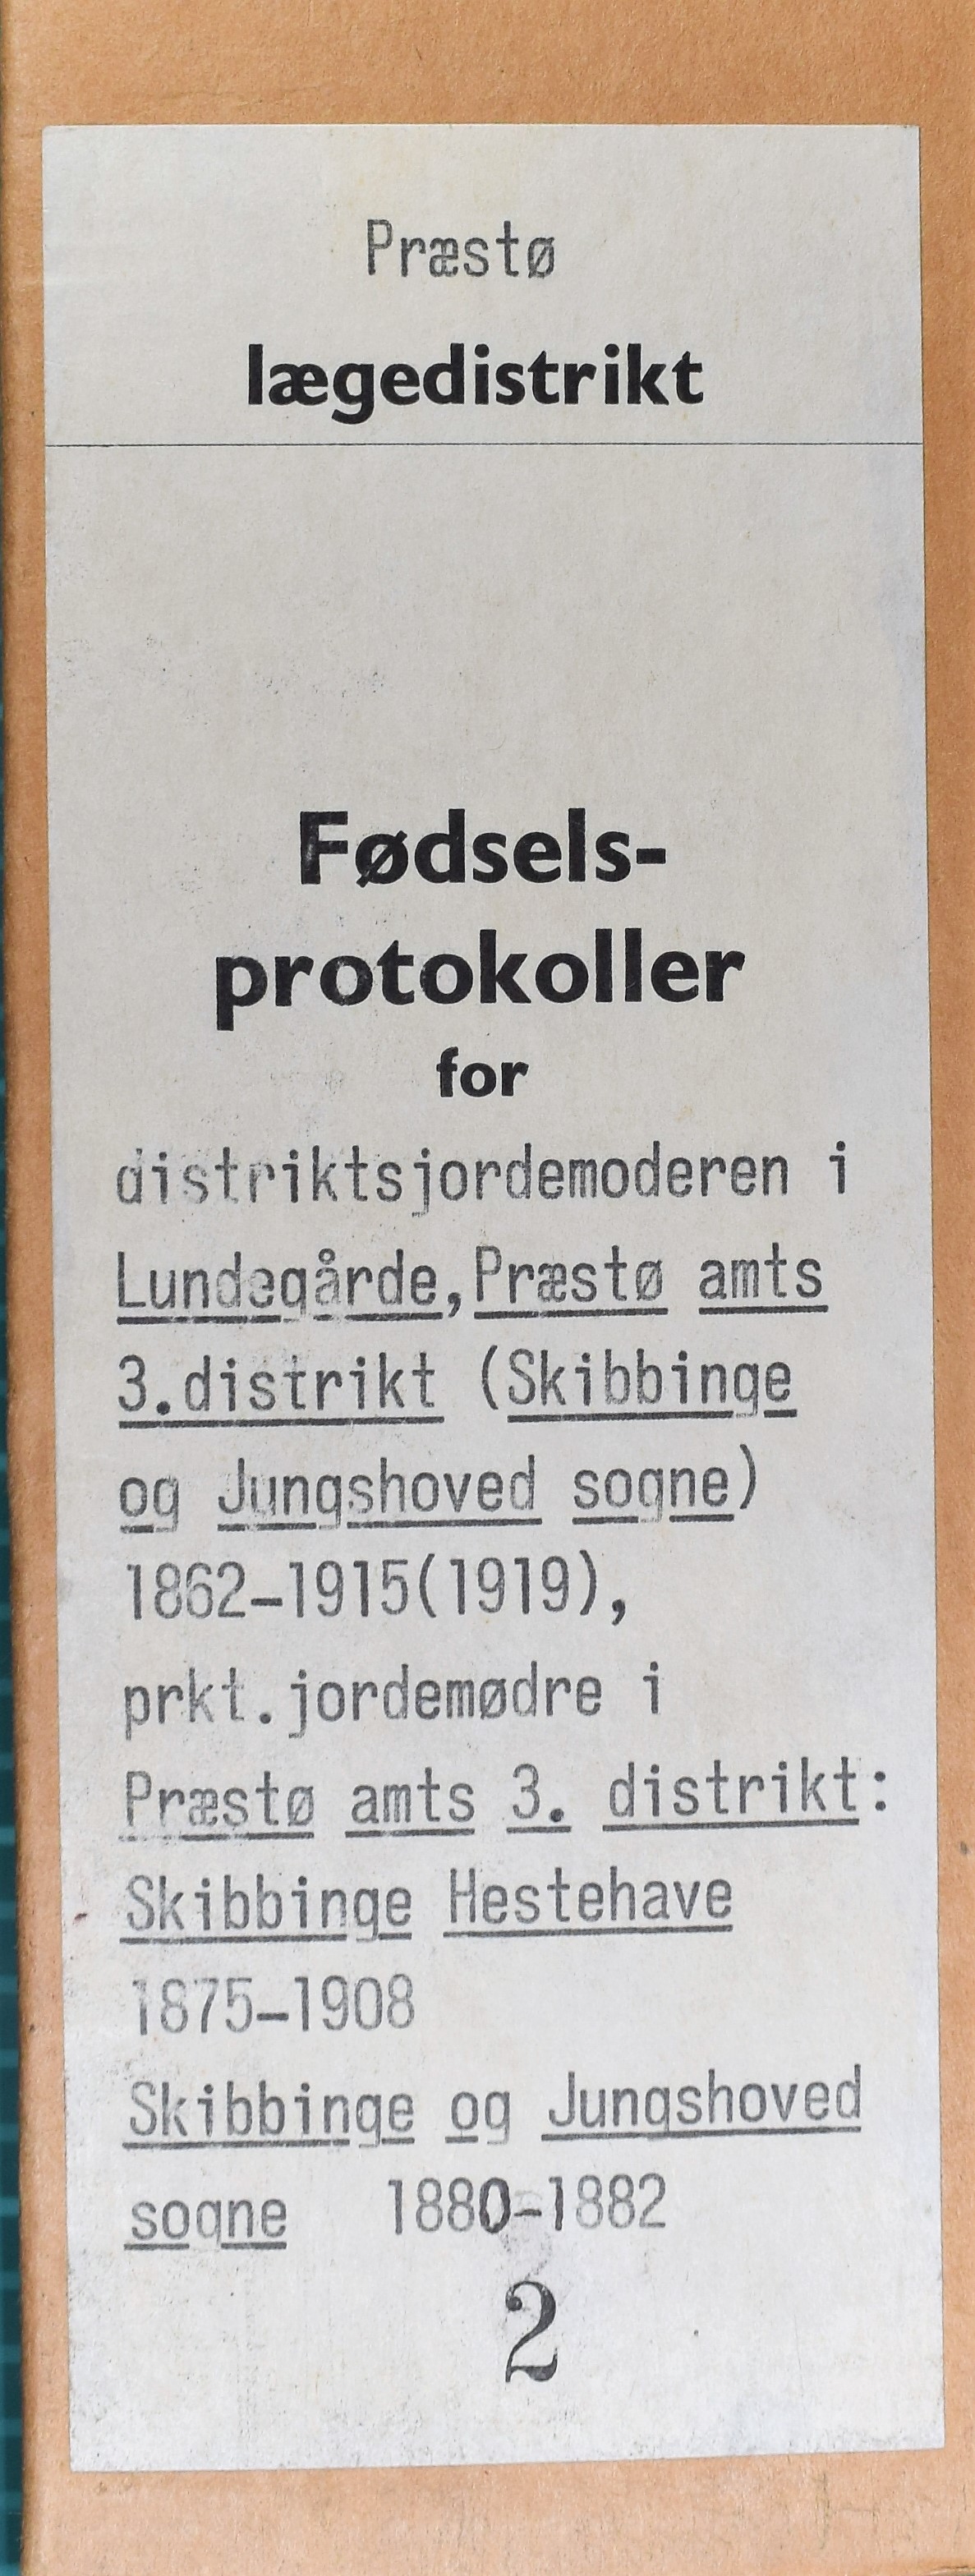 Præstø
lægedistrikt
Fødsels-
protokoller
for
distriktsjordemoderen i
Lundegårde,Præstø amts
3.distrikt (Skibbinge
og Jungshoved sogne)
1862-1915(1919),
prkt.jordemødre i
Præstø amts 3. distrikt:
Skibbinge Hestehave
1875-1908
Skibbinge og Jungshoved
sogne 1880-1882
2